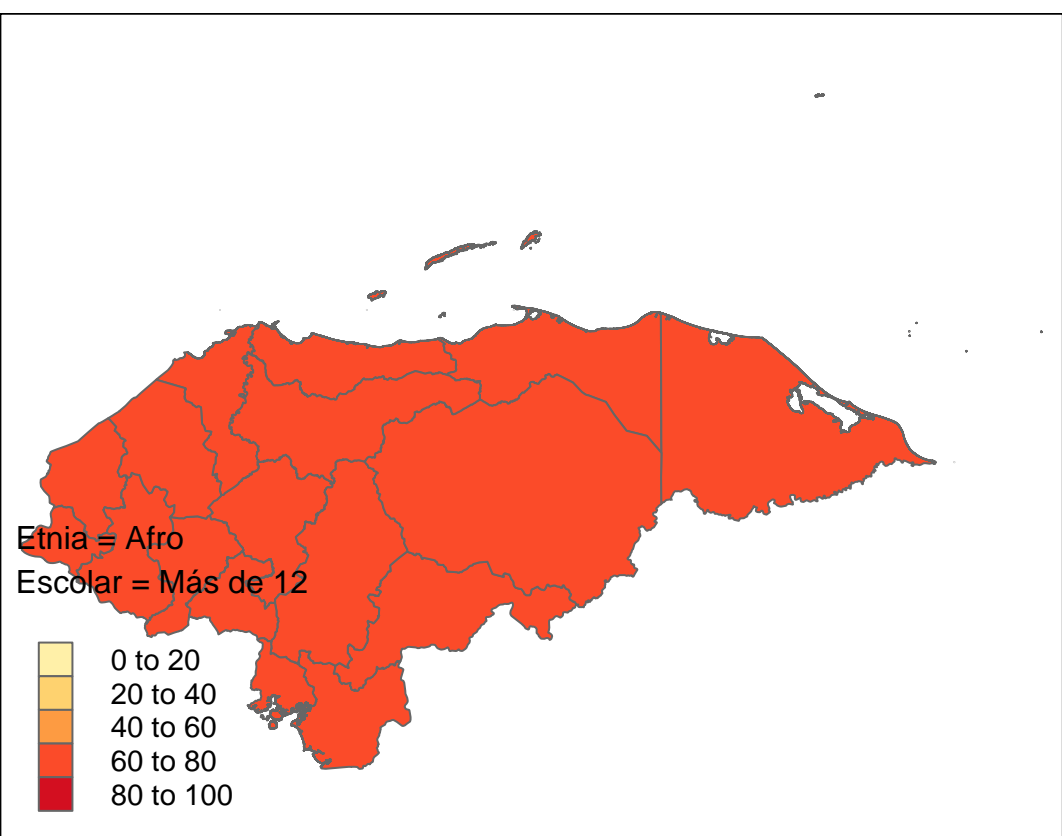 Etnia = Afro
Escolar = Más de 12
0 to 20
20 to 40
40 to 60
60 to 80
80 to 100